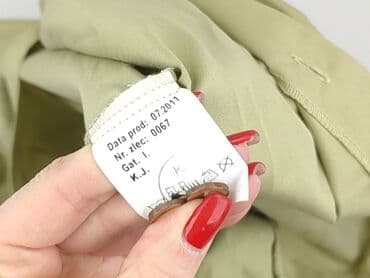 Data prod: 07.2011
Nr. zlec: 0067
Gat. I.
K.J.
K